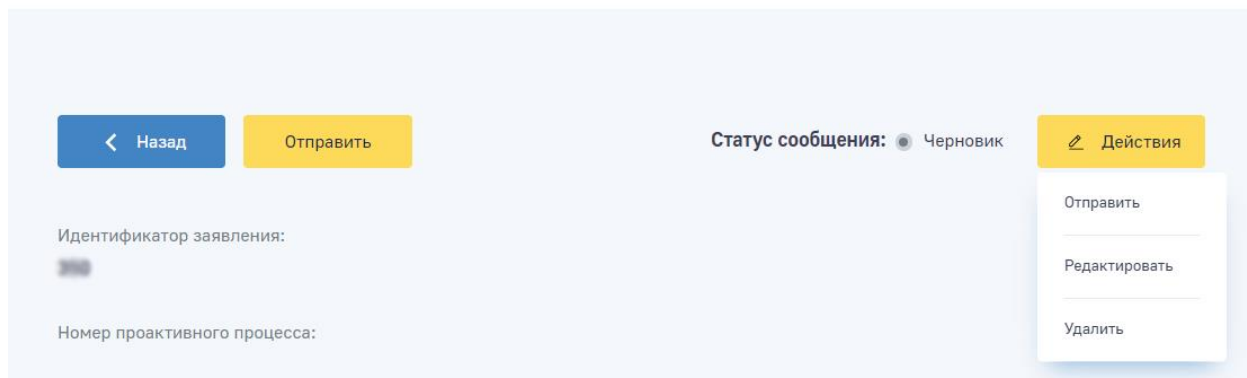 Назад
Отправить
Статус сообщения: Черновик
Действия
Отправить
Редактировать
Удалить
Идентификатор заявления:
Номер проактивного процесса: